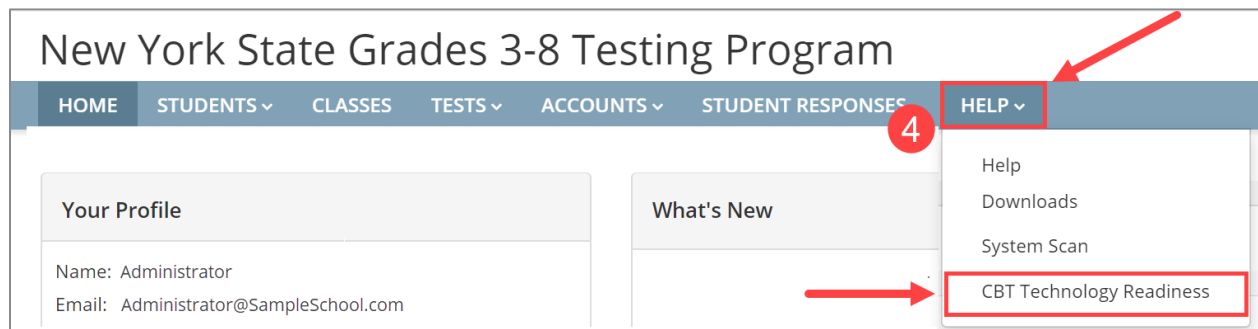 New York State Grades 3-8 Testing Program
HOME STUDENTS CLASSES TESTS ACCOUNTS STUDENT RESPONSES HELP
4
Help
Downloads
System Scan
CBT Technology Readiness
Your Profile
Name: Administrator
Email: Administrator@SampleSchool.com
What's New